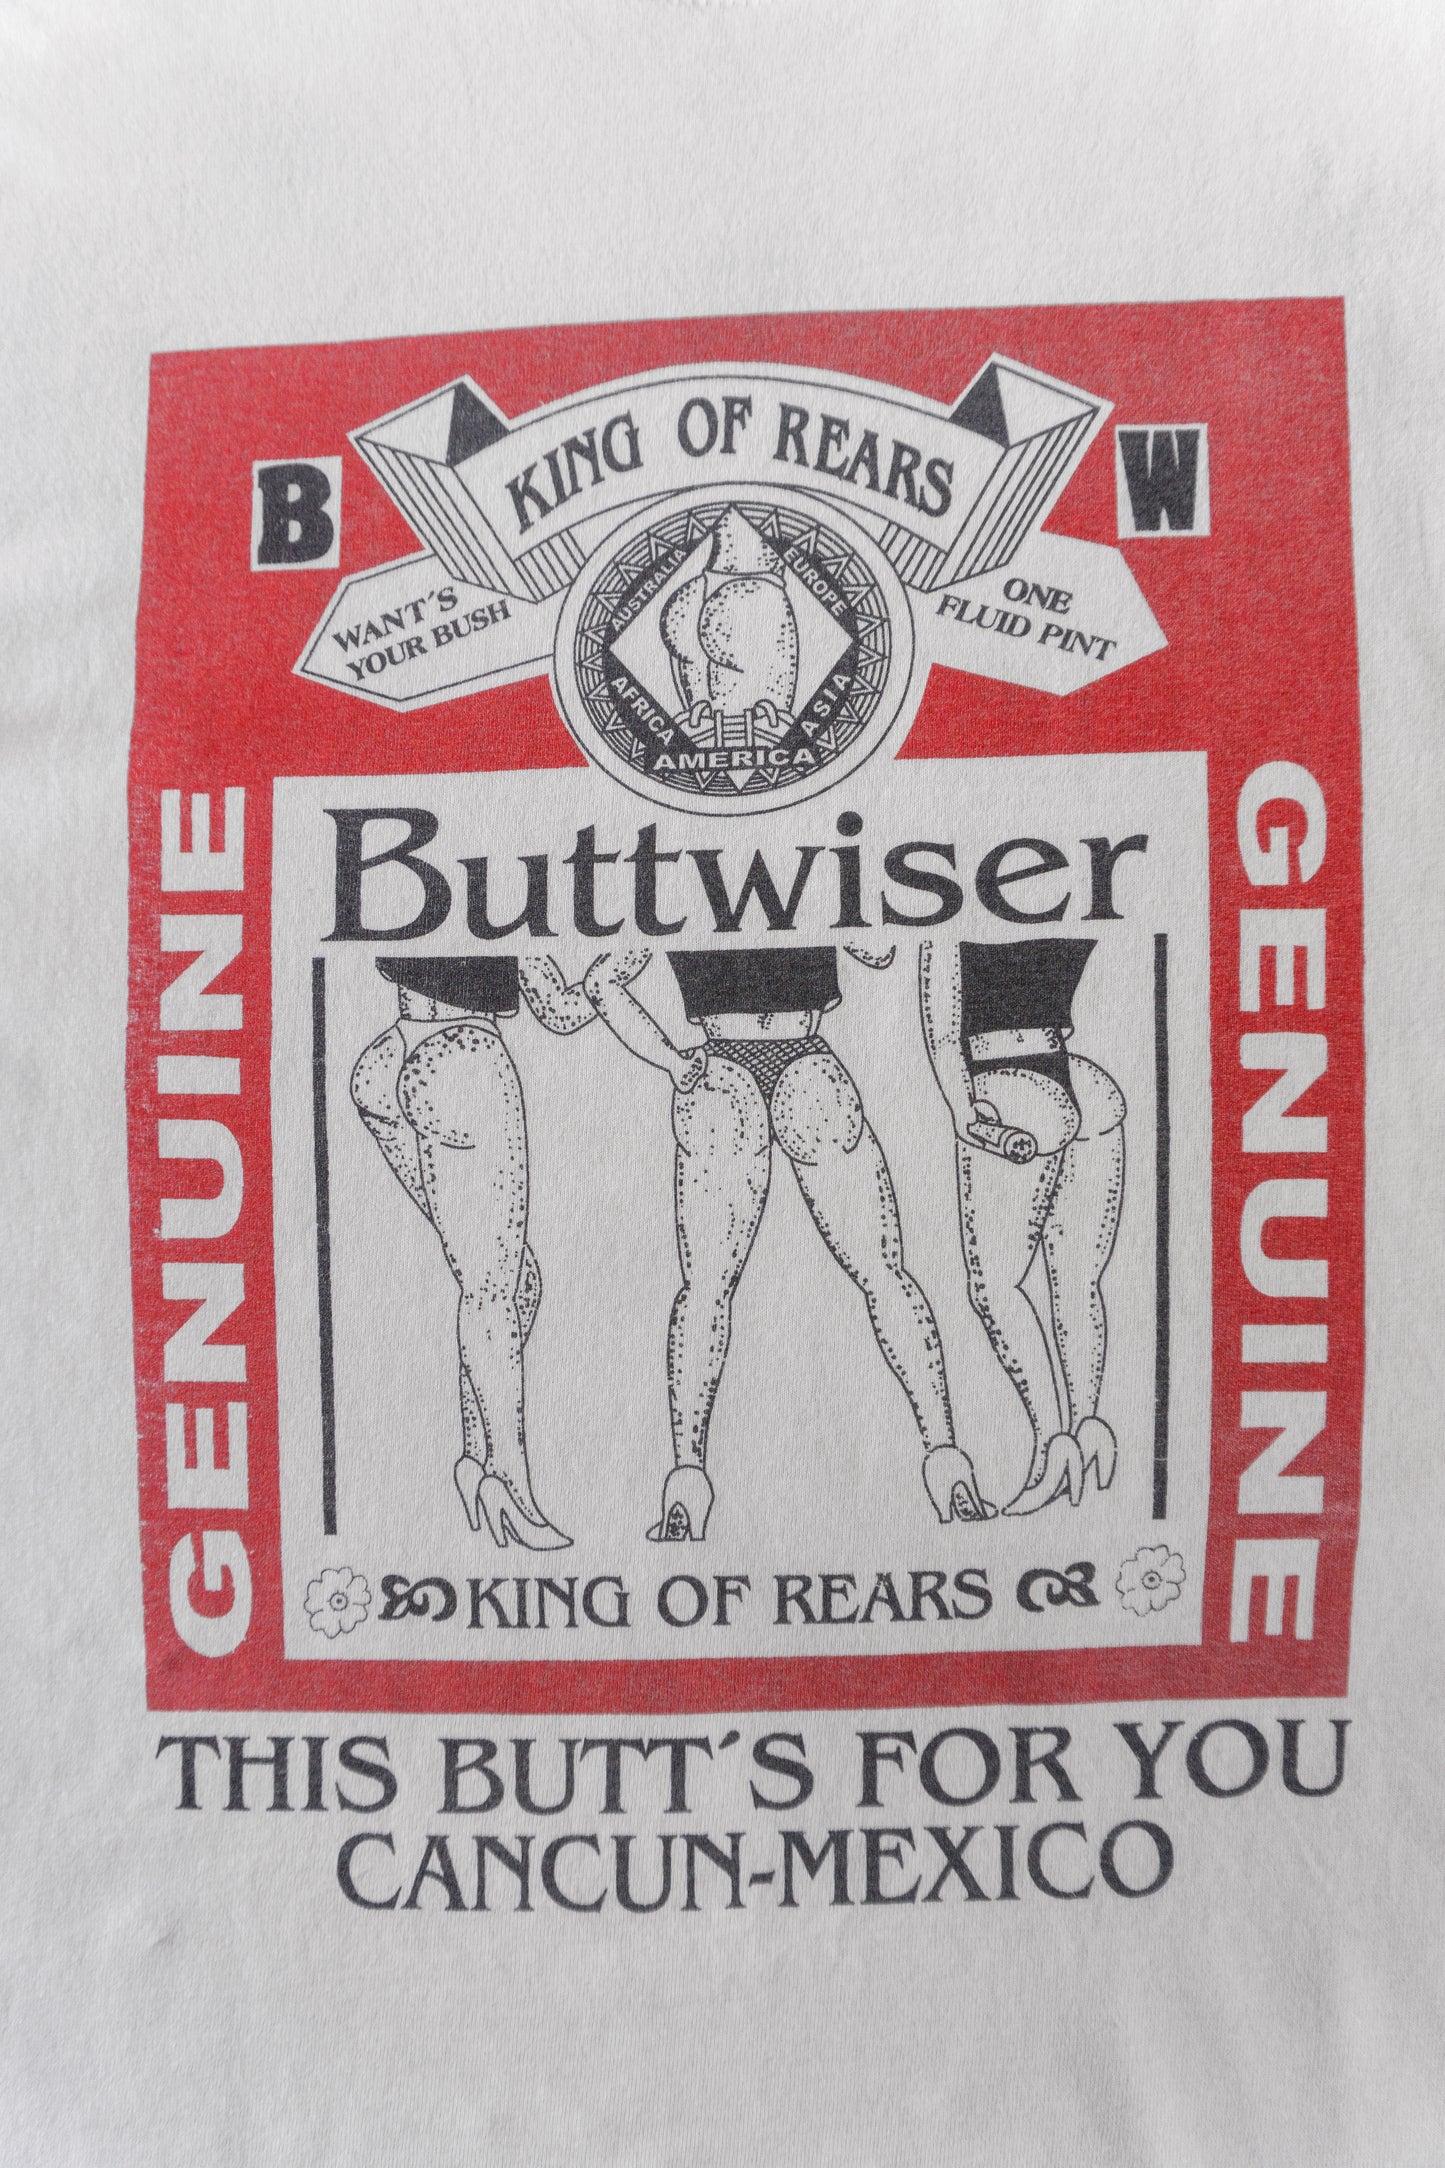 KING OF REARS
B
W
WANT´S
YOUR BUSH
ONE
FLUID PINT
AUSTRALIA
EUROPE
AFRICA
ASIA
AMERICA
Buttwiser
GENUINE
GENUINE
KING OF REARS
THIS BUTT´S FOR YOU
CANCUN-MEXICO